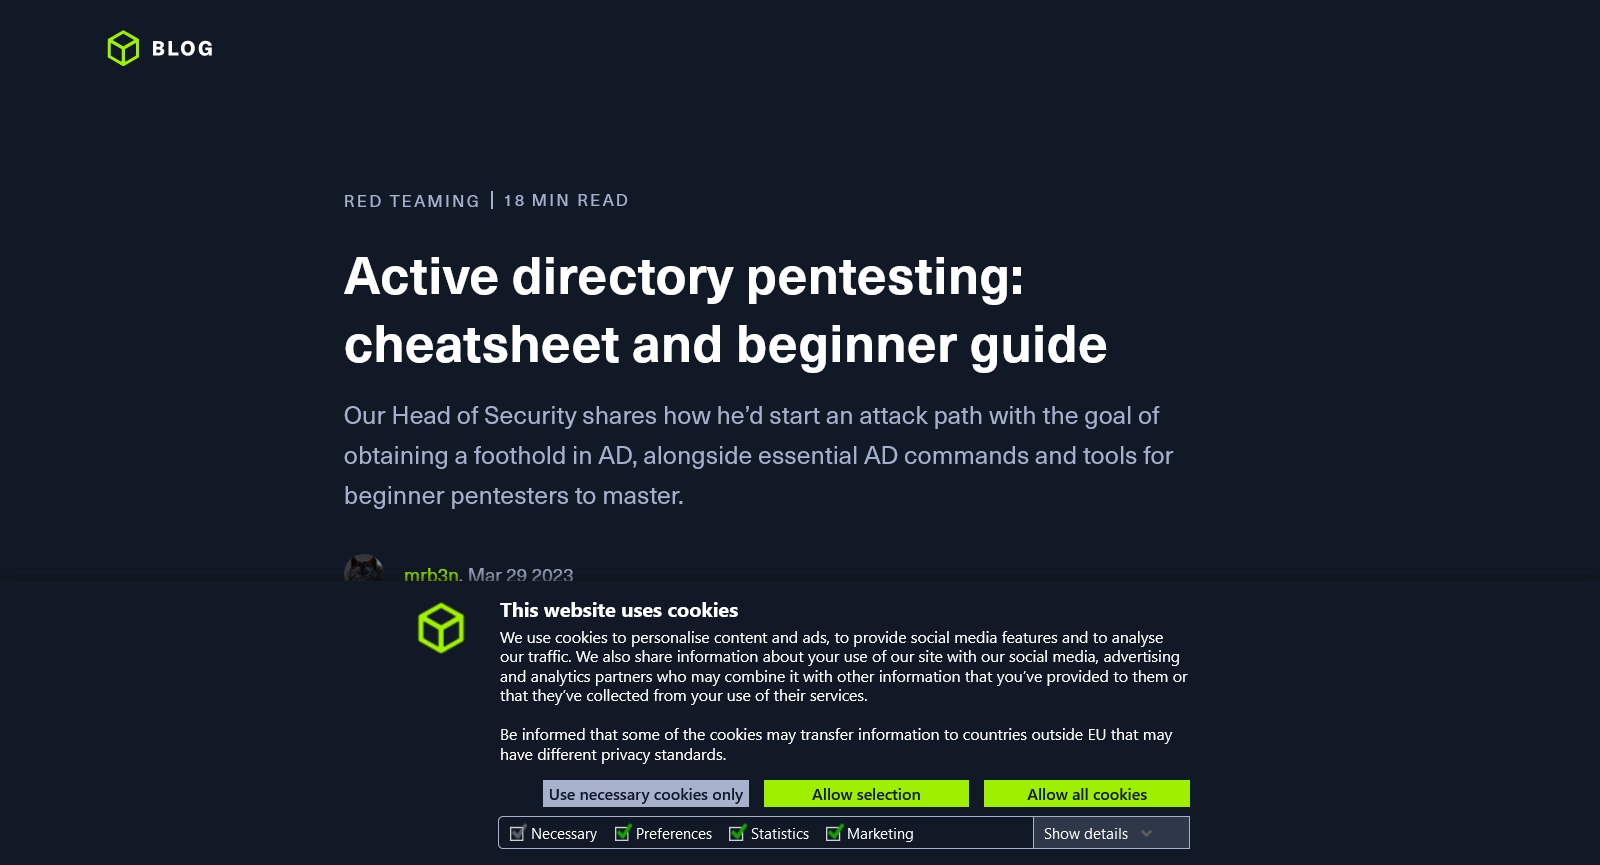 BLOG
RED TEAMING | 18 MIN READ
Active directory pentesting:
cheatsheet and beginner guide
Our Head of Security shares how he’d start an attack path with the goal of
obtaining a foothold in AD, alongside essential AD commands and tools for
beginner pentesters to master.
mrb3n, Mar 29 2023
This website uses cookies
We use cookies to personalise content and ads, to provide social media features and to analyse
our traffic. We also share information about your use of our site with our social media, advertising
and analytics partners who may combine it with other information that you’ve provided to them or
that they’ve collected from your use of their services.
Be informed that some of the cookies may transfer information to countries outside EU that may
have different privacy standards.
Use necessary cookies only Allow selection Allow all cookies
Necessary Preferences Statistics Marketing Show details